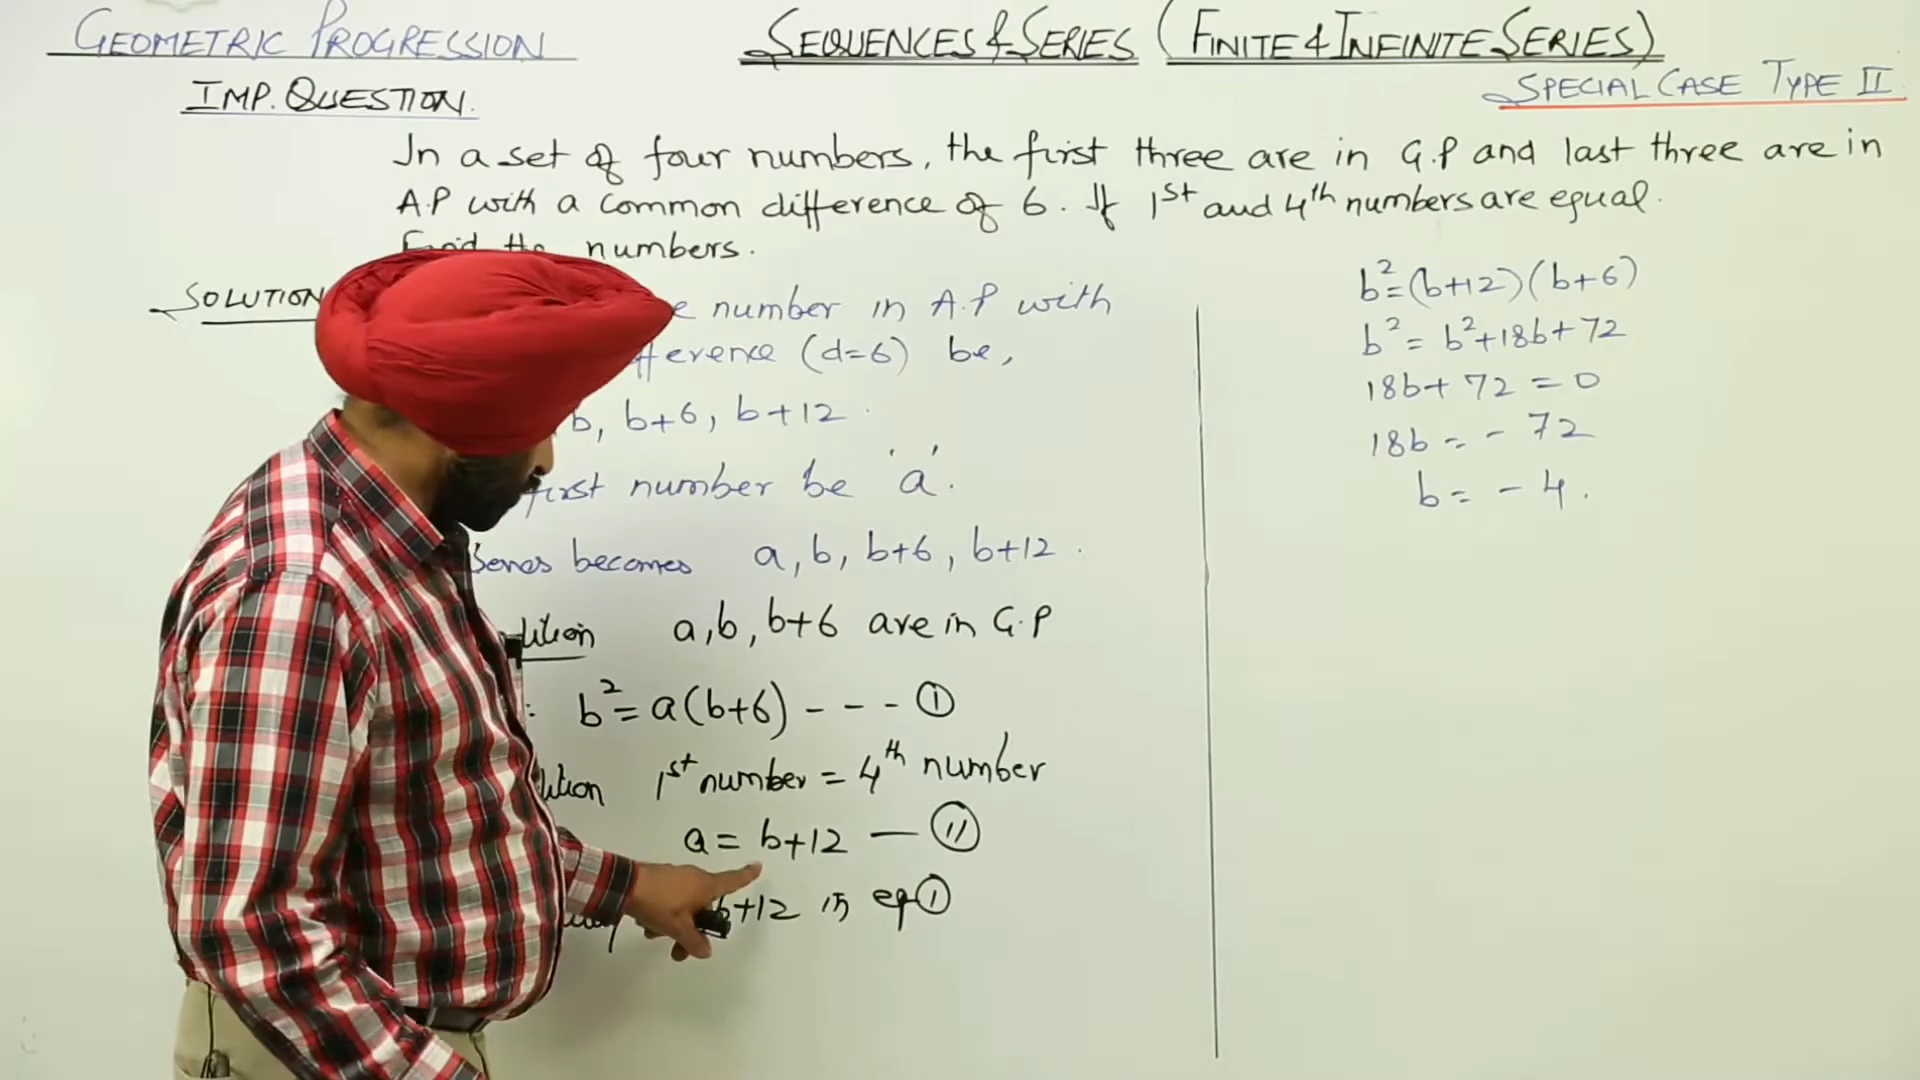 GEOMETRIC PROGRESSION
SEQUENCES & SERIES (FINITE & INFINITE SERIES)
IMP. QUESTION.
SPECIAL CASE TYPE II
In a set of four numbers, the first three are in G.P and last three are in
A.P with a common difference of 6. If 1st and 4th numbers are equal.
Find the numbers.
SOLUTION
number in A.P with
(d=6) be,
b, b+6, b+12.
first number be 'a'.
Series becomes a, b, b+6, b+12.
a, b, b+6 are in G.P
b²=a(b+6) - - - ①
1st number = 4th number
a= b+12 — ⑪
b+12 in eq ①
b²=(b+12)(b+6)
b² = b²+18b+72
18b+72 = 0
18b = - 72
b = - 4.